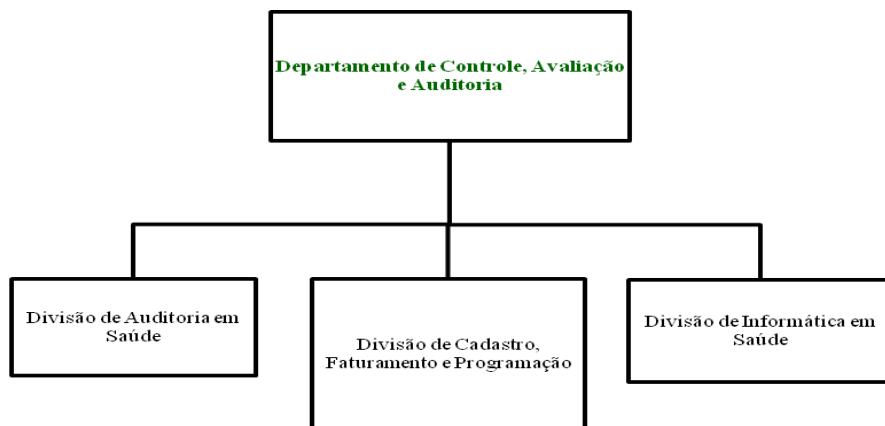 Departamento de Controle, Avaliação
e Auditoria
Divisão de Auditoria em
Saúde
Divisão de Cadastro,
Faturamento e Programação
Divisão de Informática em
Saúde